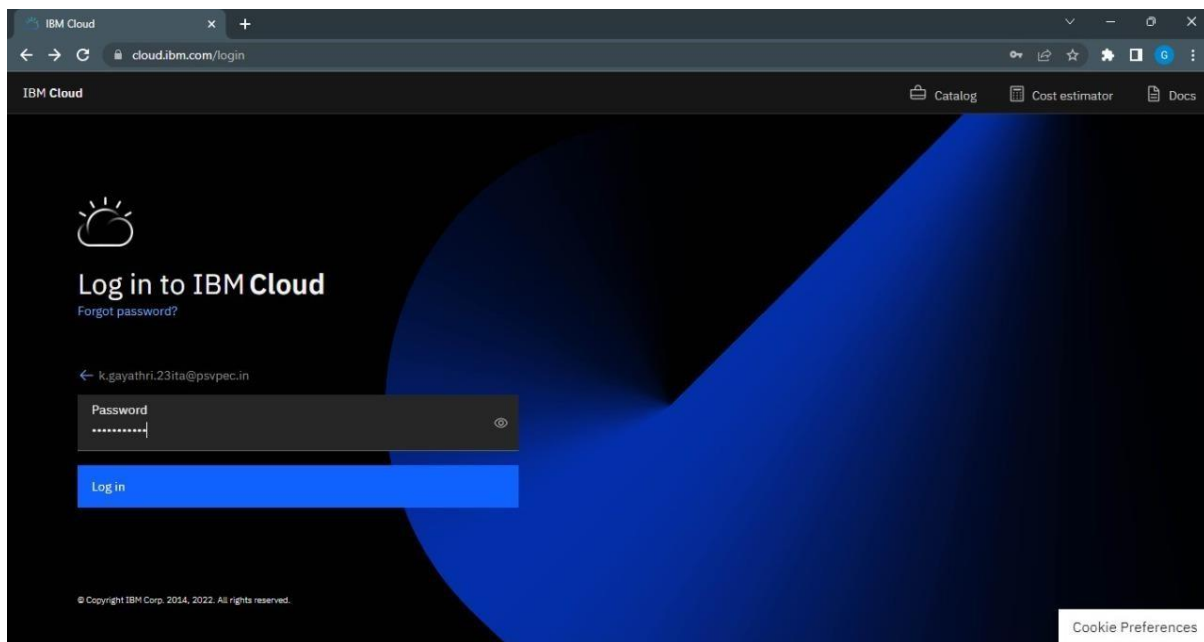 IBM Cloud
cloud.ibm.com/login
G
IBM Cloud
Catalog
Cost estimator
Docs
Log in to IBM Cloud
Forgot password?
k.gayathri.23ita@psvpec.in
Password
•••••••••••
Log in
© Copyright IBM Corp. 2014, 2022. All rights reserved.
Cookie Preferences